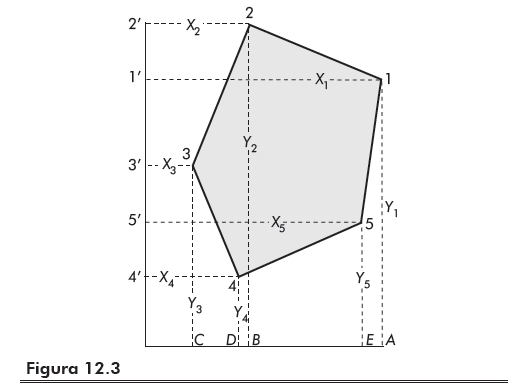 2
2′ X₂
1′ X₁ 1
Y₂
3
3′ X₃
Y₁
5′ X₅ 5
4′ X₄ Y₅
4
Y₃ Y₄
C D B E A
Figura 12.3